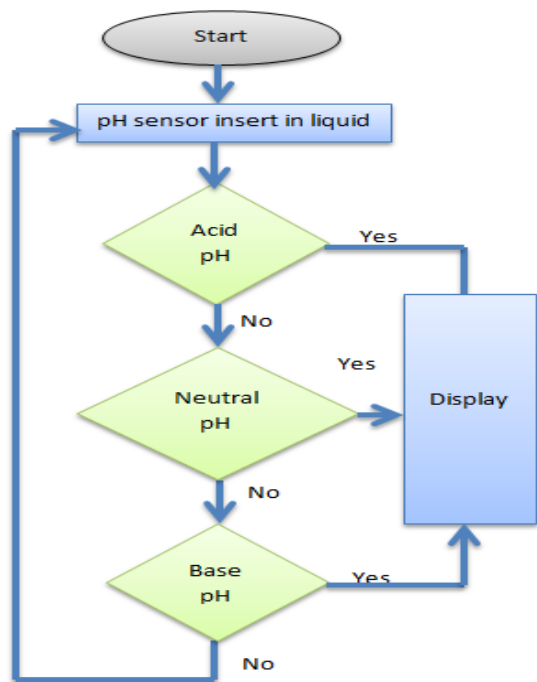 Start
pH sensor insert in liquid
Acid
pH
Yes
No
Neutral
pH
Yes
Display
No
Base
pH
Yes
No